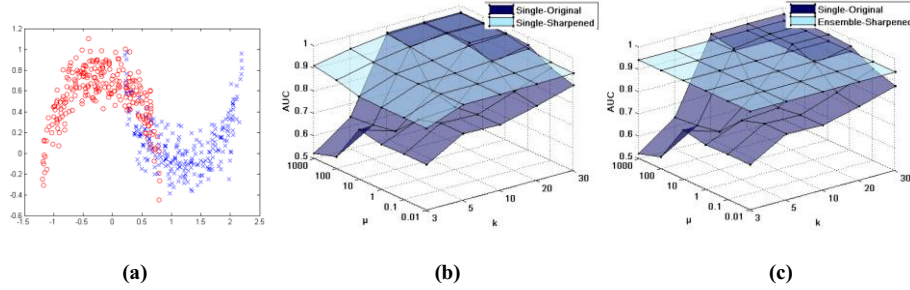 1.2
1
0.8
0.6
0.4
0.2
0
-0.2
-0.4
-0.6
-1.5 -1 -0.5 0 0.5 1 1.5 2 2.5
(a)
Single-Original
Single-Sharpened
AUC
1
0.9
0.8
0.7
0.6
0.5
1000 100 10 1 0.1 0.01
µ
3 5 10 20 30
k
(b)
Single-Original
Ensemble-Sharpened
AUC
1
0.9
0.8
0.7
0.6
0.5
1000 100 10 1 0.1 0.01
µ
3 5 10 20 30
k
(c)